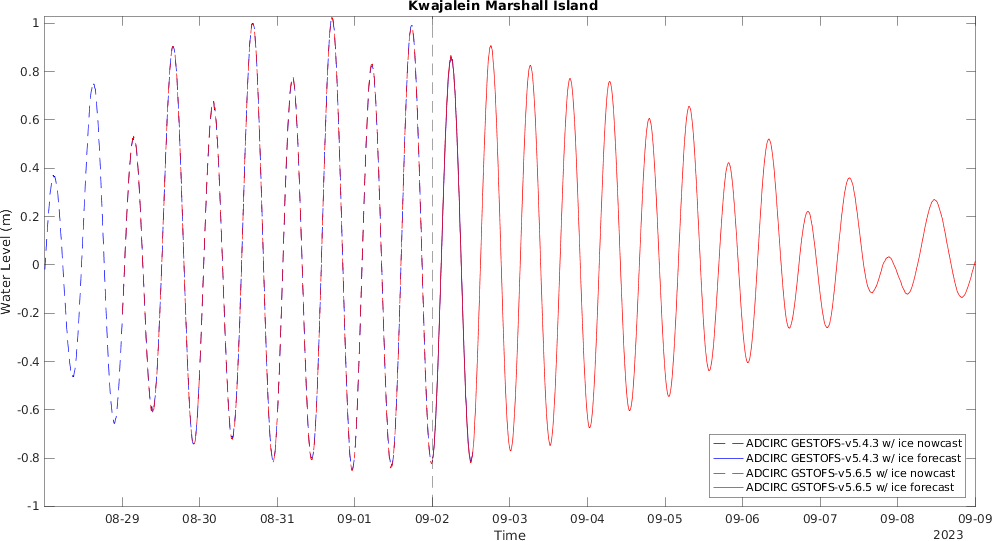 Kwajalein Marshall Island
1
0.8
0.6
0.4
0.2
0
-0.2
-0.4
-0.6
-0.8
-1
Water Level (m)
ADCIRC GESTOFS-v5.4.3 w/ ice nowcast
ADCIRC GESTOFS-v5.4.3 w/ ice forecast
ADCIRC GSTOFS-v5.6.5 w/ ice nowcast
ADCIRC GSTOFS-v5.6.5 w/ ice forecast
08-29 08-30 08-31 09-01 09-02 09-03 09-04 09-05 09-06 09-07 09-08 09-09
Time
2023